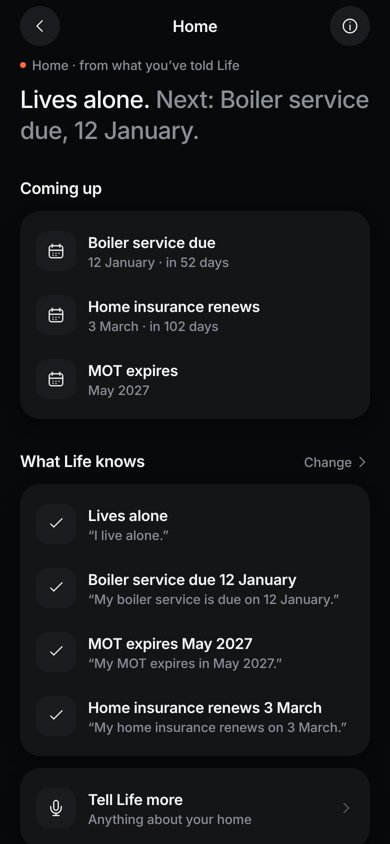 Home
Home · from what you’ve told Life
Lives alone. Next: Boiler service
due, 12 January.
Coming up
Boiler service due
12 January · in 52 days
Home insurance renews
3 March · in 102 days
MOT expires
May 2027
What Life knows
Change
Lives alone
“I live alone.”
Boiler service due 12 January
“My boiler service is due on 12 January.”
MOT expires May 2027
“My MOT expires in May 2027.”
Home insurance renews 3 March
“My home insurance renews on 3 March.”
Tell Life more
Anything about your home